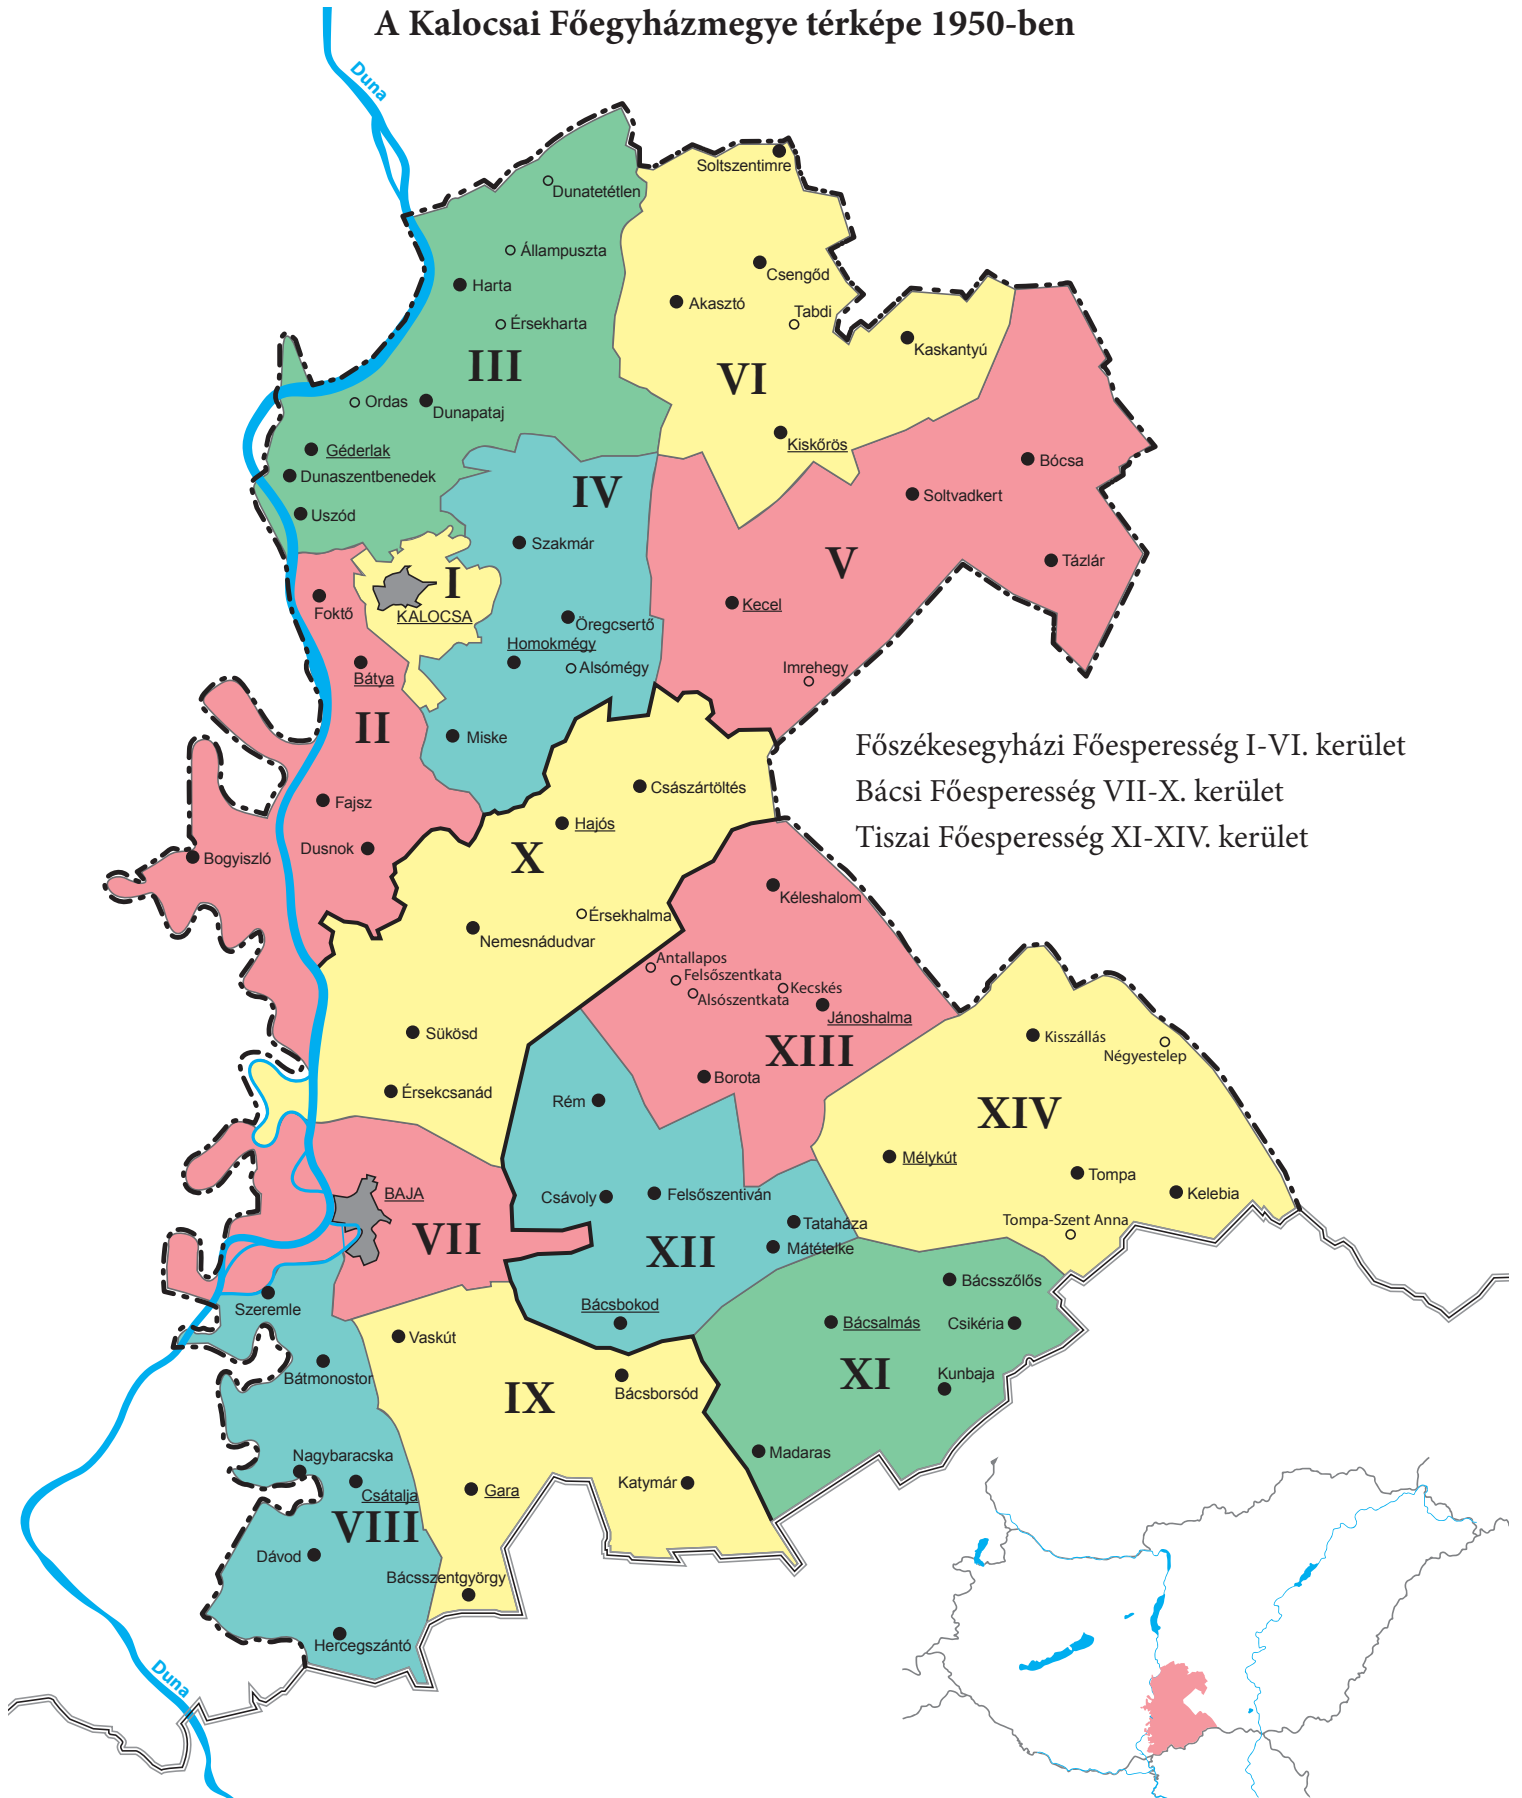 A Kalocsai Főegyházmegye térképe 1950-ben
Duna
Soltszentimre
Dunatetétlen
Állampuszta
Csengőd
Harta
Akasztó
Tabdi
Érsekharta
Kaskantyú
III
VI
Ordas
Dunapataj
Kiskőrös
Géderlak
Bócsa
Dunaszentbenedek
IV
Soltvadkert
Uszód
Szakmár
V
Tázlár
I
Foktő
KALOCSA
Kecel
Öregcsertő
Homokmégy
Alsómégy
Imrehegy
Bátya
II
Miske
Főszékesegyházi Főesperesség I-VI. kerület
Bácsi Főesperesség VII-X. kerület
Tiszai Főesperesség XI-XIV. kerület
Császártöltés
Fajsz
Hajós
Dusnok
Bogyiszló
X
Kéleshalom
Érsekhalma
Nemesnádudvar
Antallapos
Felsőszentkata
Kecskés
Alsószentkata
Jánoshalma
Sükösd
Kisszállás
Négyestelep
XIII
Borota
Érsekcsanád
Rém
XIV
Mélykút
Tompa
Kelebia
BAJA
Csávoly
Felsőszentiván
Tataháza
Tompa-Szent Anna
VII
XII
Mátételke
Bácsszőlős
Szeremle
Bácsbokod
Bácsalmás
Csikéria
Vaskút
Bátmonostor
XI
Kunbaja
IX
Bácsborsód
Nagybaracska
Madaras
Csátalja
Gara
Katymár
VIII
Dávod
Bácsszentgyörgy
Hercegszántó
Duna